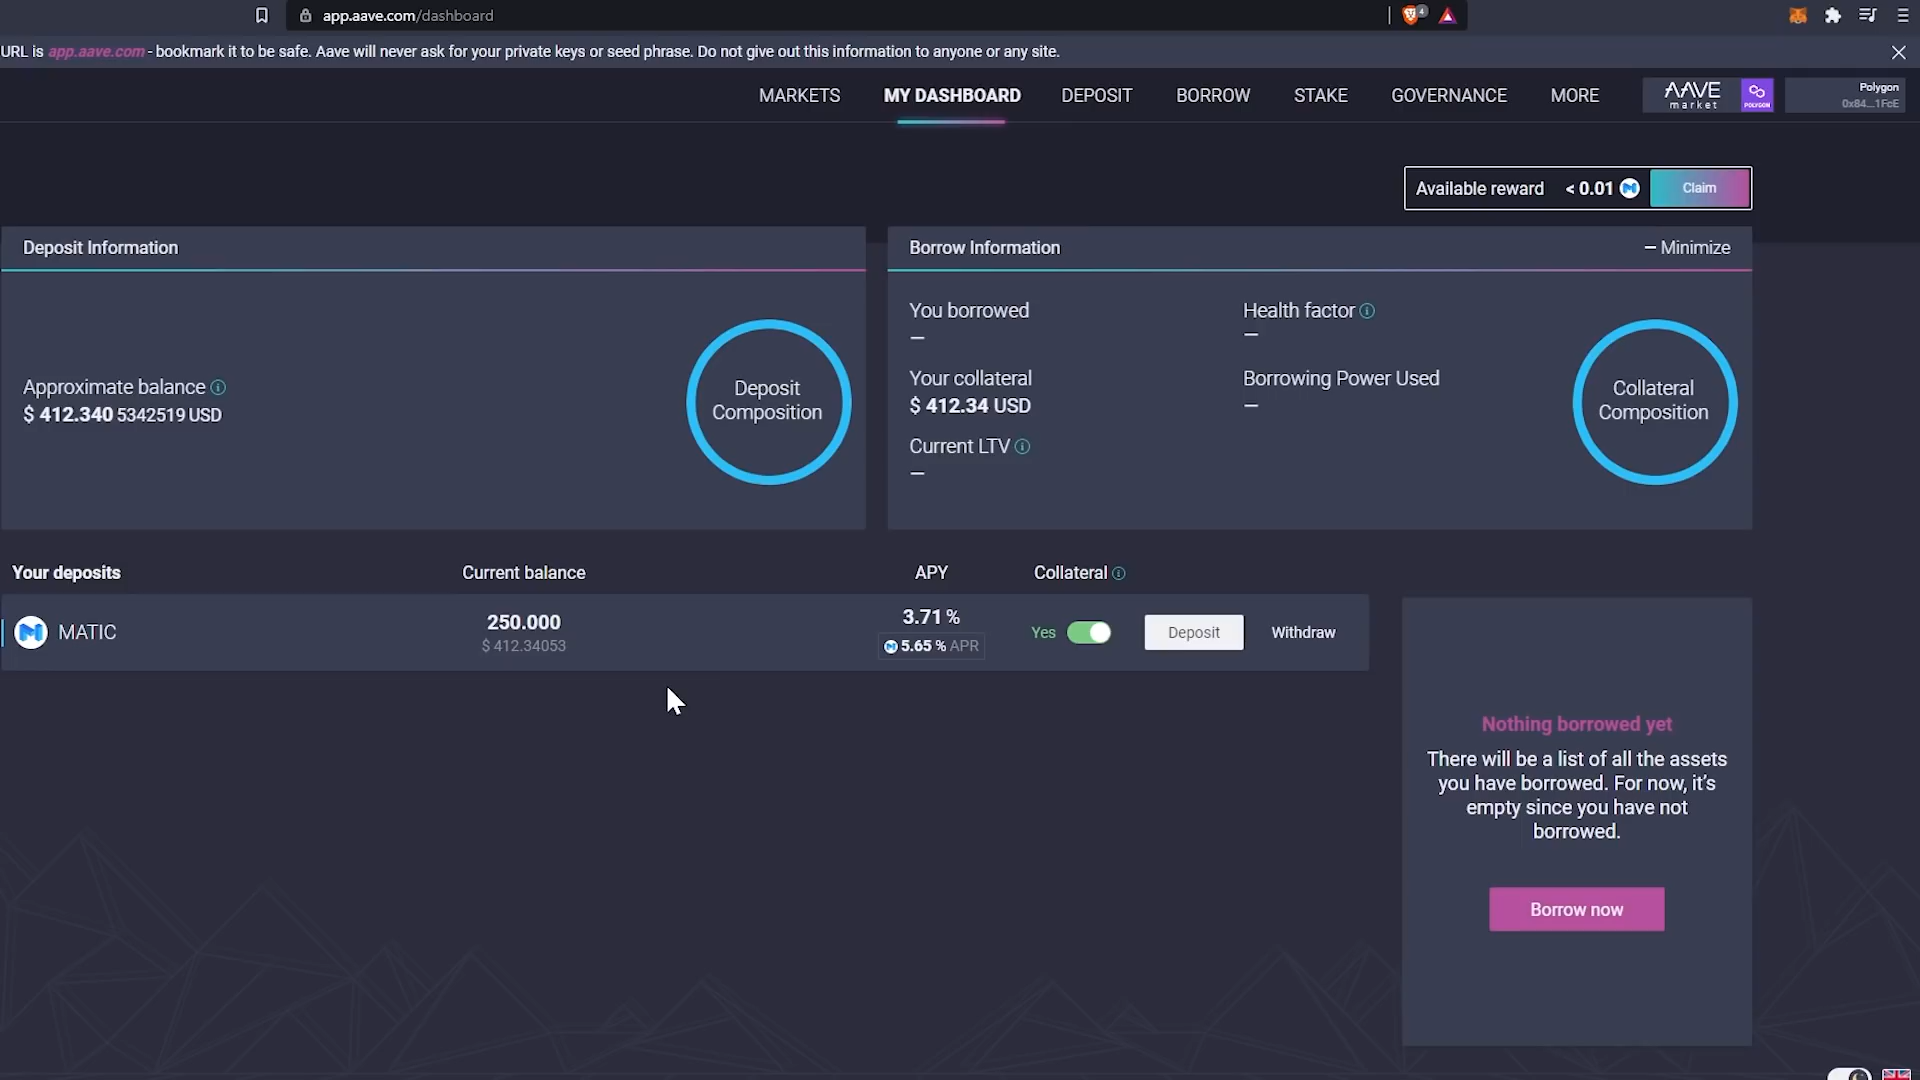 app.aave.com/dashboard
4
URL is app.aave.com - bookmark it to be safe. Aave will never ask for your private keys or seed phrase. Do not give out this information to anyone or any site.
MARKETS MY DASHBOARD DEPOSIT BORROW STAKE GOVERNANCE MORE
AAVE market
POLYGON
Polygon
0x84...1FcE
Available reward < 0.01 Claim
Deposit Information
Approximate balance
$ 412.340 5342519 USD
Deposit
Composition
Borrow Information
– Minimize
You borrowed
—
Health factor
—
Your collateral
$ 412.34 USD
Borrowing Power Used
—
Current LTV
—
Collateral
Composition
Your deposits Current balance APY Collateral
MATIC
250.000
$ 412.34053
3.71 %
5.65 % APR
Yes
Deposit
Withdraw
Nothing borrowed yet
There will be a list of all the assets
you have borrowed. For now, it’s
empty since you have not
borrowed.
Borrow now